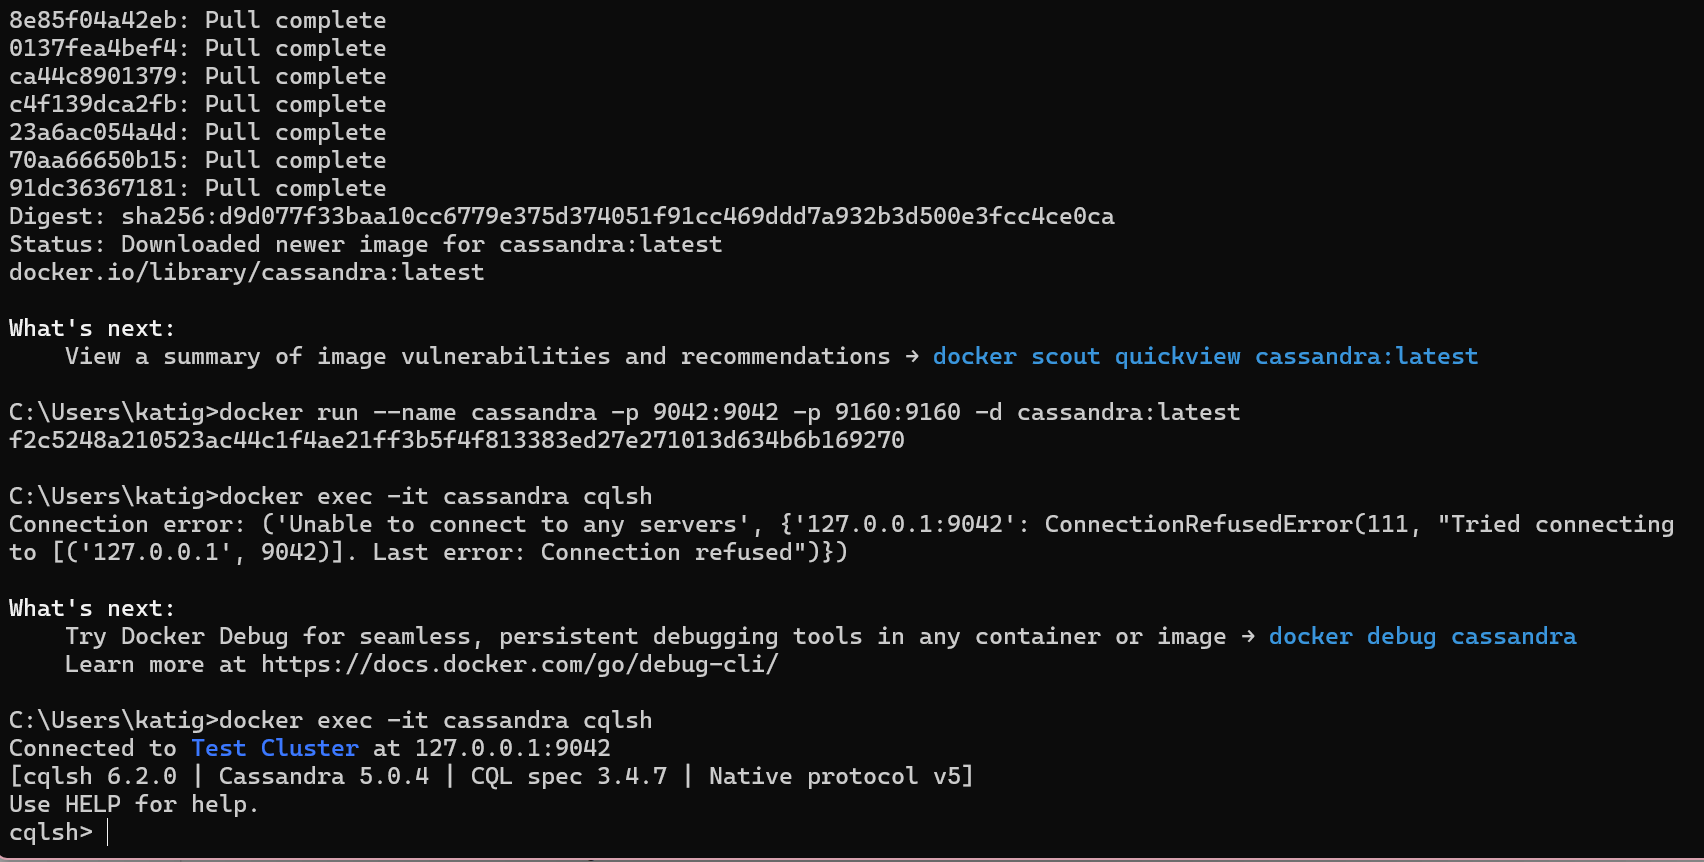 8e85f04a42eb: Pull complete
0137fea4bef4: Pull complete
ca44c8901379: Pull complete
c4f139dca2fb: Pull complete
23a6ac054a4d: Pull complete
70aa66650b15: Pull complete
91dc36367181: Pull complete
Digest: sha256:d9d077f33baa10cc6779e375d374051f91cc469ddd7a932b3d500e3fcc4ce0ca
Status: Downloaded newer image for cassandra:latest
docker.io/library/cassandra:latest
What's next:
    View a summary of image vulnerabilities and recommendations → docker scout quickview cassandra:latest
C:\Users\katig>docker run --name cassandra -p 9042:9042 -p 9160:9160 -d cassandra:latest
f2c5248a210523ac44c1f4ae21ff3b5f4f813383ed27e271013d634b6b169270
C:\Users\katig>docker exec -it cassandra cqlsh
Connection error: ('Unable to connect to any servers', {'127.0.0.1:9042': ConnectionRefusedError(111, "Tried connecting
to [('127.0.0.1', 9042)]. Last error: Connection refused")})
What's next:
    Try Docker Debug for seamless, persistent debugging tools in any container or image → docker debug cassandra
    Learn more at https://docs.docker.com/go/debug-cli/
C:\Users\katig>docker exec -it cassandra cqlsh
Connected to Test Cluster at 127.0.0.1:9042
[cqlsh 6.2.0 | Cassandra 5.0.4 | CQL spec 3.4.7 | Native protocol v5]
Use HELP for help.
cqlsh>